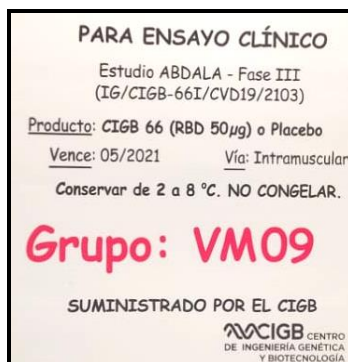 PARA ENSAYO CLÍNICO
Estudio ABDALA - Fase III
(IG/CIGB-66I/CVD19/2103)
Producto: CIGB 66 (RBD 50µg) o Placebo
Vence: 05/2021 Vía: Intramuscular
Conservar de 2 a 8 °C. NO CONGELAR.
Grupo: VM09
SUMINISTRADO POR EL CIGB
CIGB CENTRO
DE INGENIERÍA GENÉTICA
Y BIOTECNOLOGÍA